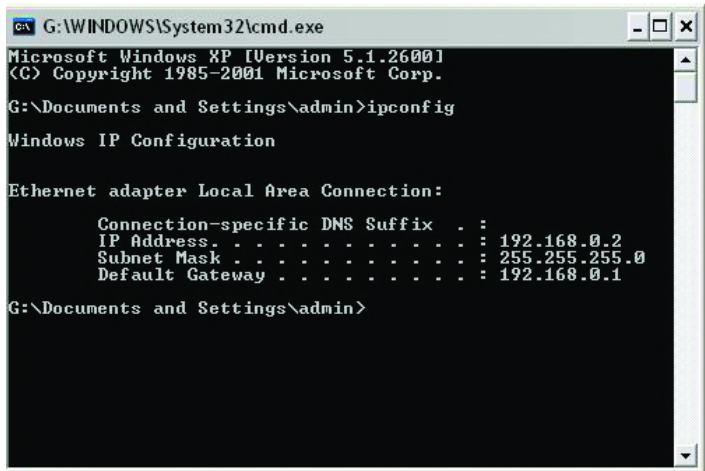 G:\WINDOWS\System32\cmd.exe
Microsoft Windows XP [Version 5.1.2600]
(C) Copyright 1985-2001 Microsoft Corp.
G:\Documents and Settings\admin>ipconfig
Windows IP Configuration
Ethernet adapter Local Area Connection:
Connection-specific DNS Suffix . :
IP Address. . . . . . . . . . . . : 192.168.0.2
Subnet Mask . . . . . . . . . . . : 255.255.255.0
Default Gateway . . . . . . . . . : 192.168.0.1
G:\Documents and Settings\admin>